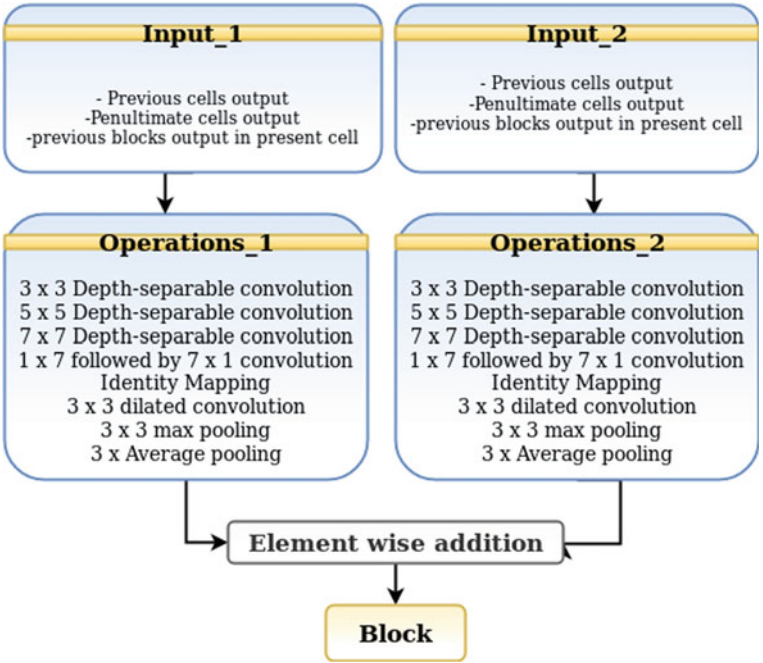 Input_1
- Previous cells output
-Penultimate cells output
-previous blocks output in present cell
Input_2
- Previous cells output
-Penultimate cells output
-previous blocks output in present cell
Operations_1
3 x 3 Depth-separable convolution
5 x 5 Depth-separable convolution
7 x 7 Depth-separable convolution
1 x 7 followed by 7 x 1 convolution
Identity Mapping
3 x 3 dilated convolution
3 x 3 max pooling
3 x Average pooling
Operations_2
3 x 3 Depth-separable convolution
5 x 5 Depth-separable convolution
7 x 7 Depth-separable convolution
1 x 7 followed by 7 x 1 convolution
Identity Mapping
3 x 3 dilated convolution
3 x 3 max pooling
3 x Average pooling
Element wise addition
Block